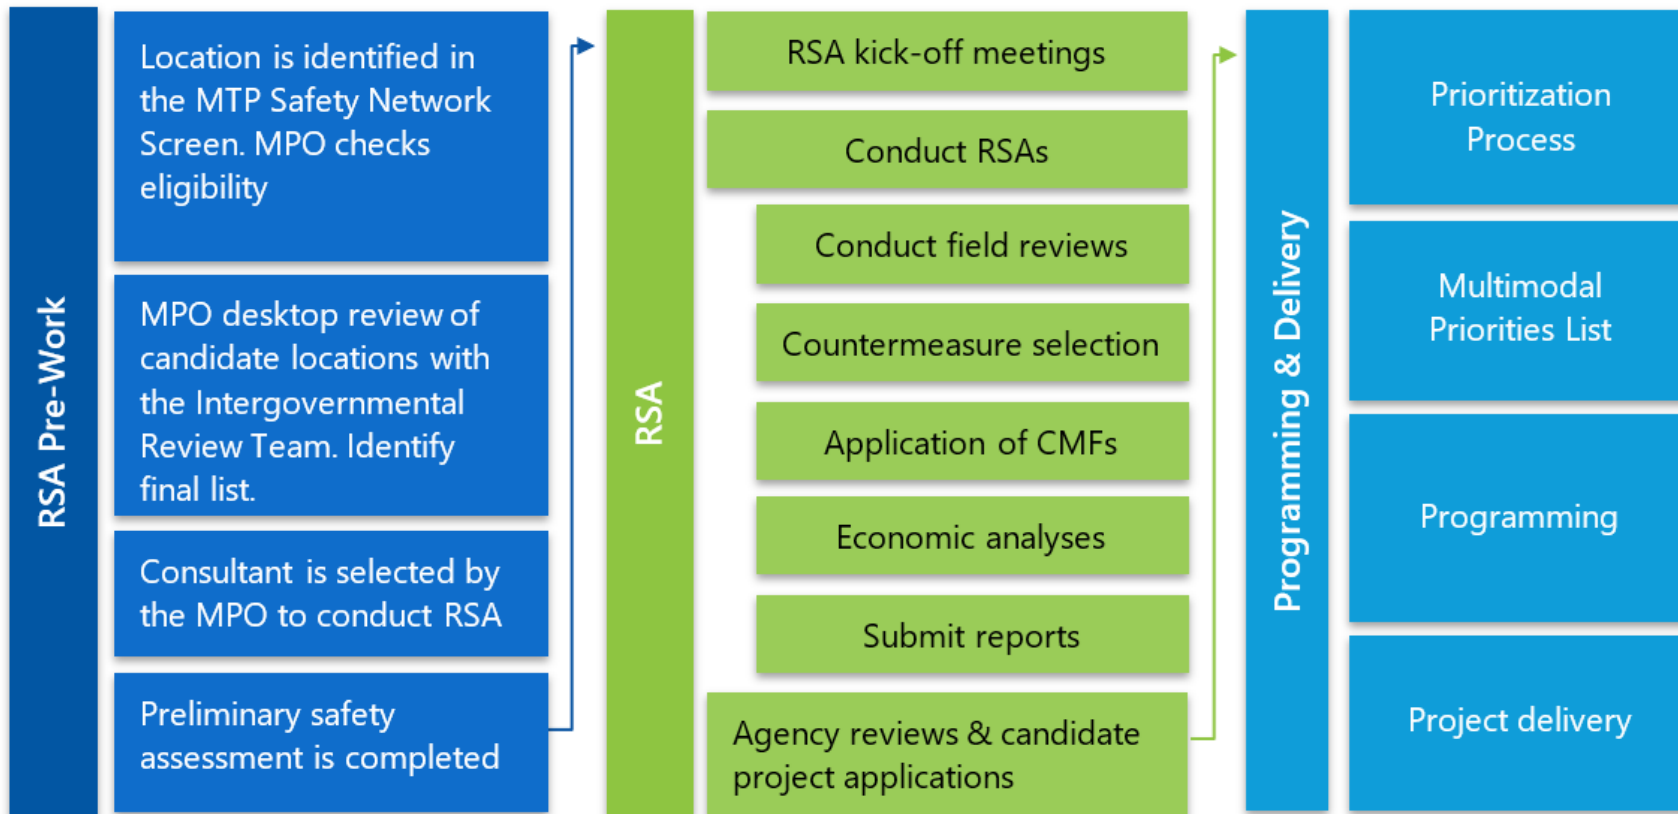 RSA Pre-Work
Location is identified in
the MTP Safety Network
Screen. MPO checks
eligibility
MPO desktop review of
candidate locations with
the Intergovernmental
Review Team. Identify
final list.
Consultant is selected by
the MPO to conduct RSA
Preliminary safety
assessment is completed
RSA
RSA kick-off meetings
Conduct RSAs
Conduct field reviews
Countermeasure selection
Application of CMFs
Economic analyses
Submit reports
Agency reviews & candidate
project applications
Programming & Delivery
Prioritization
Process
Multimodal
Priorities List
Programming
Project delivery